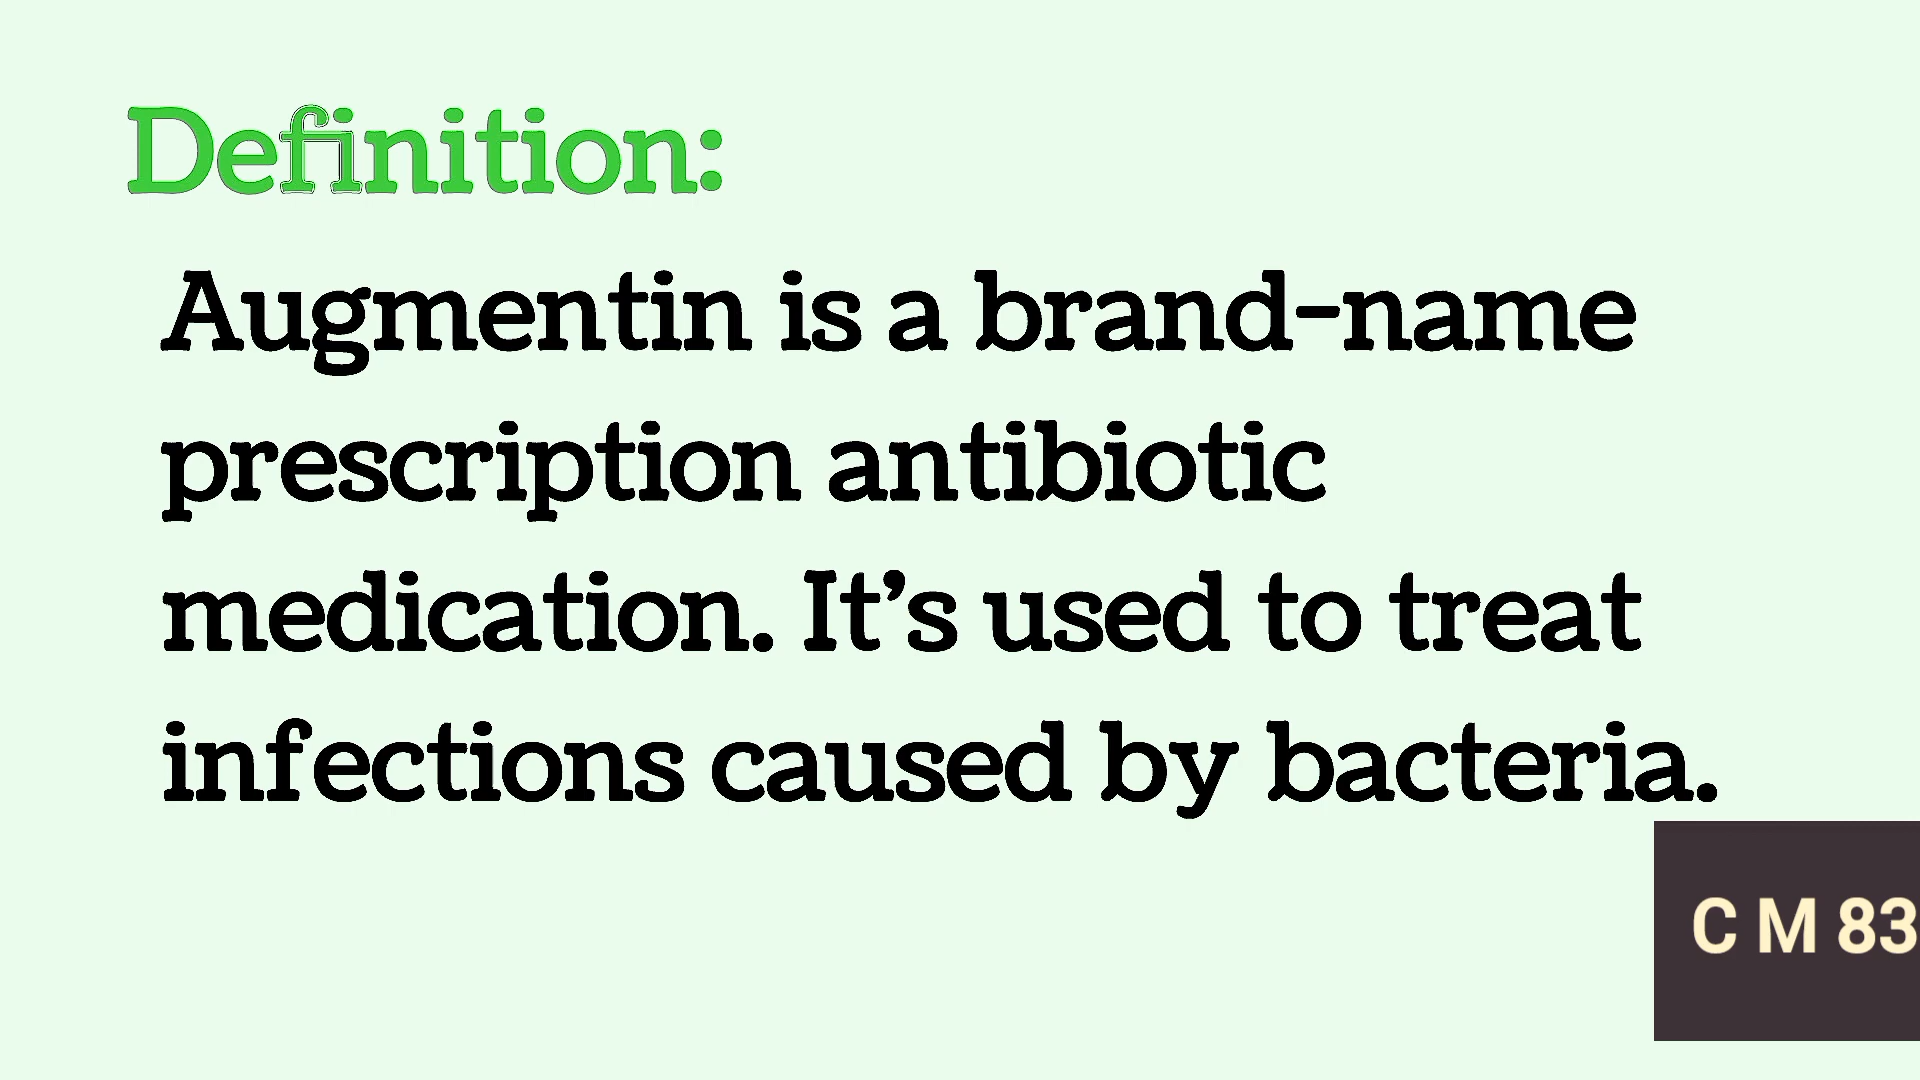 Definition:
Augmentin is a brand-name
prescription antibiotic
medication. It’s used to treat
infections caused by bacteria.
C M 83